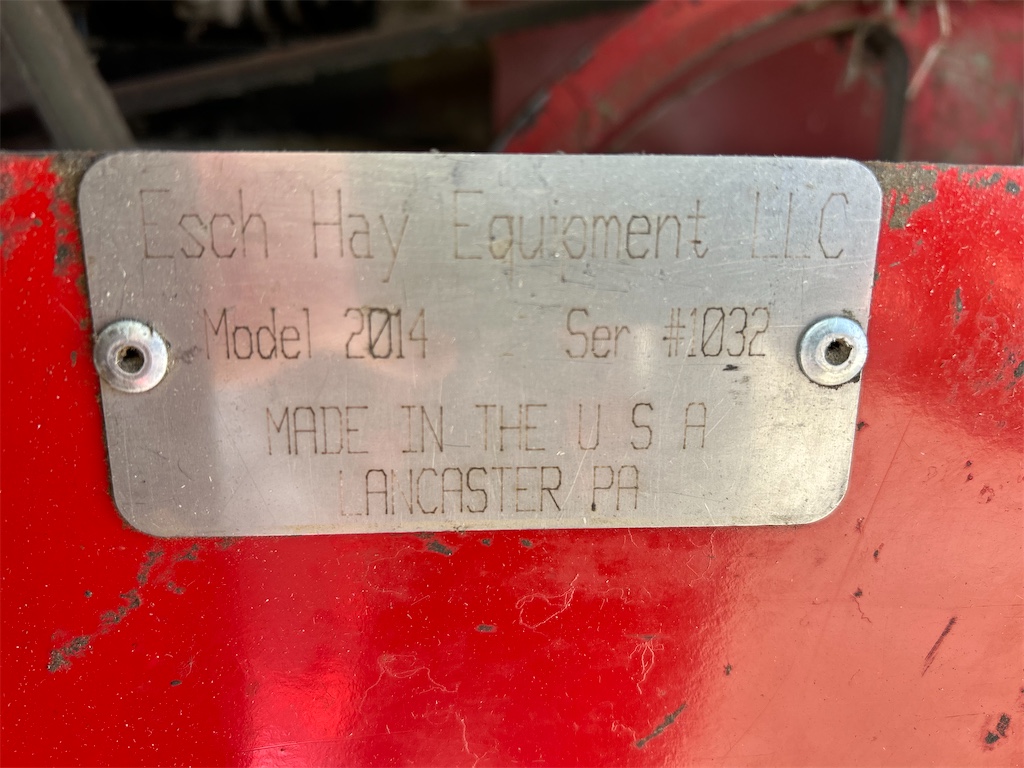 Esch Hay Equipment LLC
Model 2014 Ser #1032
MADE IN THE U S A
LANCASTER PA